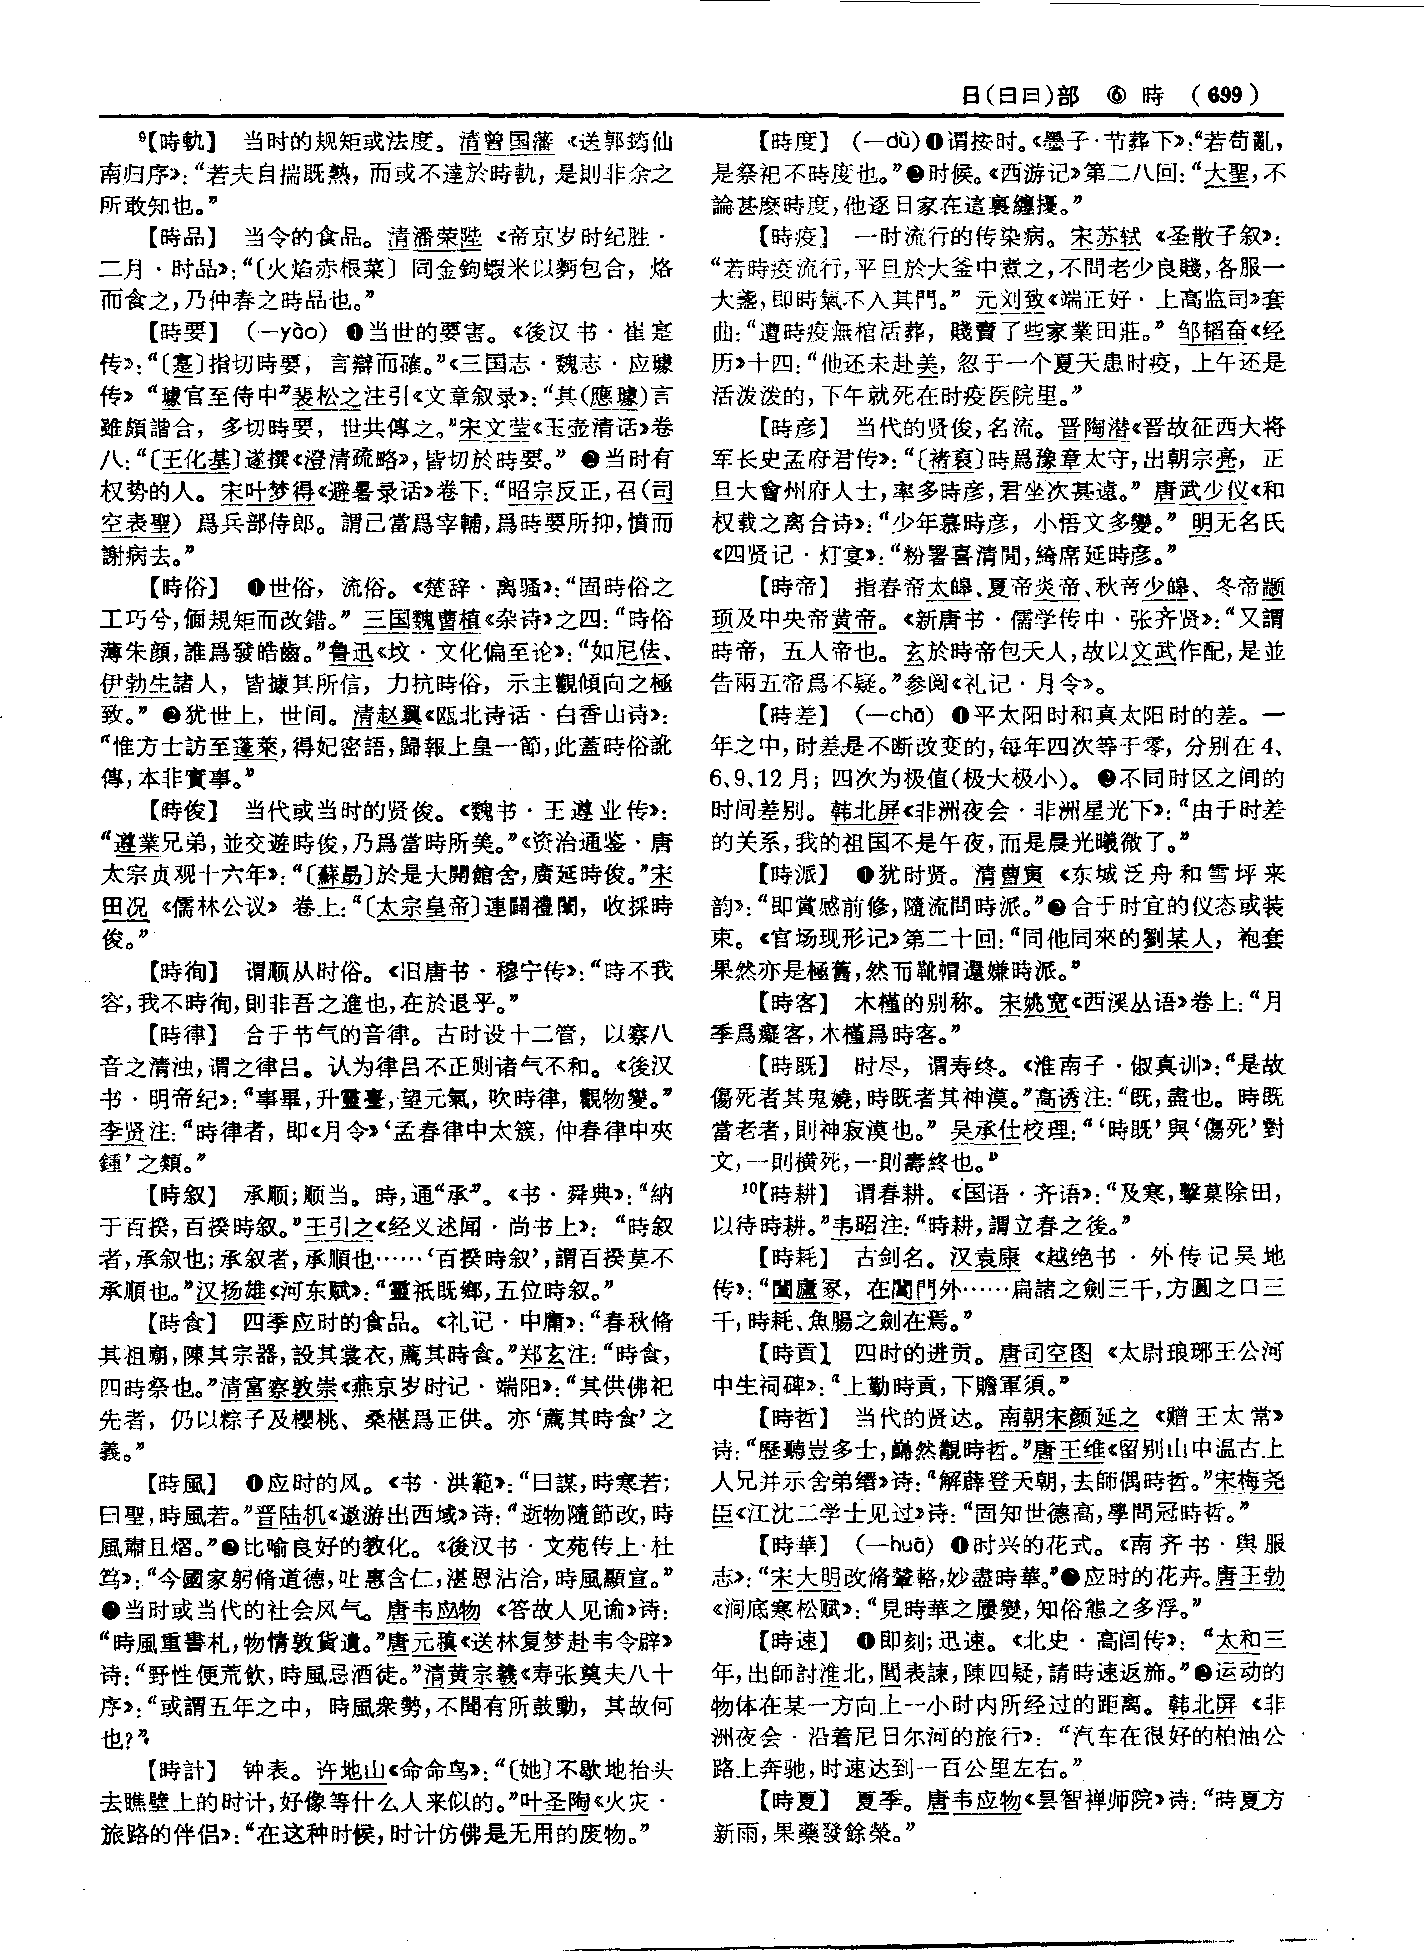 日(日曰)部 ⑥ 時 (699)
⁹【時軌】 当时的规矩或法度。清曾国藩《送郭筠仙
南归序》：“若夫自揣既熟，而或不達於時軌，是則非余之
所敢知也。”
【時品】 当令的食品。清潘荣陛《帝京岁时纪胜·
二月·时品》：“〔火焰赤根菜〕同金鉤蝦米以麪包合，烙
而食之，乃仲春之時品也。”
【時要】 (一yào) ❶当世的要害。《後汉书·崔寔
传》：“〔寔〕指切時要，言辯而確。”《三国志·魏志·应璩
传》“璩官至侍中”裴松之注引《文章叙录》：“其(應璩)言
雖頗諧合，多切時要，世共傳之。”宋文莹《玉壶清话》卷
八：“〔王化基〕遂撰《澄清疏略》，皆切於時要。” ❷当时有
权势的人。宋叶梦得《避暑录话》卷下：“昭宗反正，召(司
空表聖）爲兵部侍郎。謂己當爲宰輔，爲時要所抑，憤而
謝病去。”
【時俗】 ❶世俗，流俗。《楚辞·离骚》：“固時俗之
工巧兮，偭規矩而改錯。” 三国魏曹植《杂诗》之四：“時俗
薄朱顔，誰爲發皓齒。”鲁迅《坟·文化偏至论》：“如尼佉、
伊勃生諸人，皆據其所信，力抗時俗，示主觀傾向之極
致。” ❷犹世上，世间。清赵翼《瓯北诗话·白香山诗》：
“惟方士訪至蓬萊，得妃密語，歸報上皇一節，此蓋時俗訛
傳，本非實事。”
【時俊】 当代或当时的贤俊。《魏书·王遵业传》：
“遵業兄弟，並交遊時俊，乃爲當時所美。”《资治通鉴·唐
太宗贞观十六年》：“〔蘇勗〕於是大開館舍，廣延時俊。”宋
田况《儒林公议》卷上：“〔太宗皇帝〕連闢禮闈，收採時
俊。”
【時徇】 谓顺从时俗。《旧唐书·穆宁传》：“時不我
容，我不時徇，則非吾之進也，在於退乎。”
【時律】 合于节气的音律。古时设十二管，以察八
音之清浊，谓之律吕。认为律吕不正则诸气不和。《後汉
书·明帝纪》：“事畢，升靈臺，望元氣，吹時律，觀物變。”
李贤注：“時律者，即《月令》‘孟春律中太簇，仲春律中夾
鍾’之類。”
【時叙】 承顺；顺当。時，通“承”。《书·舜典》：“納
于百揆，百揆時叙。”王引之《经义述闻·尚书上》：“時叙
者，承叙也；承叙者，承順也……‘百揆時叙’，謂百揆莫不
承順也。”汉扬雄《河东赋》：“靈祇既鄉，五位時叙。”
【時食】 四季应时的食品。《礼记·中庸》：“春秋脩
其祖廟，陳其宗器，設其裳衣，薦其時食。”郑玄注：“時食，
四時祭也。”清富察敦崇《燕京岁时记·端阳》：“其供佛祀
先者，仍以粽子及櫻桃、桑椹爲正供。亦‘薦其時食’之
義。”
【時風】 ❶应时的风。《书·洪範》：“曰謀，時寒若；
曰聖，時風若。”晋陆机《遨游出西城》诗：“逝物隨節改，時
風肅且熠。”❷比喻良好的教化。《後汉书·文苑传上·杜
笃》：“今國家躬脩道德，吐惠含仁，湛恩沾洽，時風顯宣。”
❸当时或当代的社会风气。唐韦应物《答故人见谕》诗：
“時風重書札，物情敦貨遺。”唐元稹《送林复梦赴韦令辟》
诗：“野性便荒飲，時風忌酒徒。”清黄宗羲《寿张奠夫八十
序》：“或謂五年之中，時風衆勢，不聞有所鼓動，其故何
也？”
【時計】 钟表。许地山《命命鸟》：“〔她〕不歇地抬头
去瞧壁上的时计，好像等什么人来似的。”叶圣陶《火灾·
旅路的伴侣》：“在这种时候，时计仿佛是无用的废物。”
【時度】 (一dù)❶谓按时。《墨子·节葬下》：“若苟亂，
是祭祀不時度也。”❷时候。《西游记》第二八回：“大聖，不
論甚麽時度，他逐日家在這裏纏擾。”
【時疫】 一时流行的传染病。宋苏轼《圣散子叙》：
“若時疫流行，平旦於大釜中煮之，不問老少良賤，各服一
大盞，即時氣不入其門。” 元刘致《端正好·上高监司》套
曲：“遭時疫無棺活葬，賤賣了些家業田莊。” 邹韬奋《经
历》十四：“他还未赴美，忽于一个夏天患时疫，上午还是
活泼泼的，下午就死在时疫医院里。”
【時彦】 当代的贤俊，名流。晋陶潜《晋故征西大将
军长史孟府君传》：“〔褚裒〕時爲豫章太守，出朝宗亮，正
旦大會州府人士，率多時彦，君坐次甚遠。” 唐武少仪《和
权载之离合诗》：“少年慕時彦，小悟文多變。” 明无名氏
《四贤记·灯宴》：“粉署喜清閒，綺席延時彦。”
【時帝】 指春帝太皞、夏帝炎帝、秋帝少皞、冬帝颛
顼及中央帝黄帝。《新唐书·儒学传中·张齐贤》：“又謂
時帝，五人帝也。玄於時帝包天人，故以文武作配，是並
告兩五帝爲不疑。”参阅《礼记·月令》。
【時差】 (一chā) ❶平太阳时和真太阳时的差。一
年之中，时差是不断改变的，每年四次等于零，分别在4、
6、9、12月；四次为极值(极大极小)。 ❷不同时区之间的
时间差别。韩北屏《非洲夜会·非洲星光下》：“由于时差
的关系，我的祖国不是午夜，而是晨光曦微了。”
【時派】 ❶犹时贤。清曹寅《东城泛舟和雪坪来
韵》：“即賞感前修，隨流問時派。”❷合于时宜的仪态或装
束。《官场现形记》第二十回：“同他同來的劉某人，袍套
果然亦是極舊，然而靴帽還嫌時派。”
【時客】 木槿的别称。宋姚宽《西溪丛语》卷上：“月
季爲癡客，木槿爲時客。”
【時既】 时尽，谓寿终。《淮南子·俶真训》：“是故
傷死者其鬼嬈，時既者其神漠。”高诱注：“既，盡也。時既
當老者，則神寂漠也。” 吴承仕校理：“‘時既’與‘傷死’對
文，一則横死，一則壽終也。”
¹⁰【時耕】 谓春耕。《国语·齐语》：“及寒，擊菒除田，
以待時耕。”韦昭注：“時耕，謂立春之後。”
【時耗】 古剑名。汉袁康《越绝书·外传记吴地
传》：“闔廬冢，在閶門外……扁諸之劍三千，方圓之口三
千，時耗、魚腸之劍在焉。”
【時貢】 四时的进贡。唐司空图《太尉琅琊王公河
中生祠碑》：“上勤時貢，下贍軍須。”
【時哲】 当代的贤达。南朝宋颜延之《赠王太常》
诗：“歷聽豈多士，巋然覯時哲。”唐王维《留别山中温古上
人兄并示舍弟缙》诗：“解薜登天朝，去師偶時哲。”宋梅尧
臣《江沈二学士见过》诗：“固知世德高，學問冠時哲。”
【時華】 (一huā) ❶时兴的花式。《南齐书·舆服
志》：“宋大明改脩輦輅，妙盡時華。”❷应时的花卉。唐王勃
《涧底寒松赋》：“見時華之屢變，知俗態之多浮。”
【時速】 ❶即刻；迅速。《北史·高闾传》：“太和三
年，出師討淮北，閭表諫，陳四疑，請時速返旆。”❷运动的
物体在某一方向上一小时内所经过的距离。韩北屏《非
洲夜会·沿着尼日尔河的旅行》：“汽车在很好的柏油公
路上奔驰，时速达到一百公里左右。”
【時夏】 夏季。唐韦应物《昙智禅师院》诗：“時夏方
新雨，果藥發餘榮。”